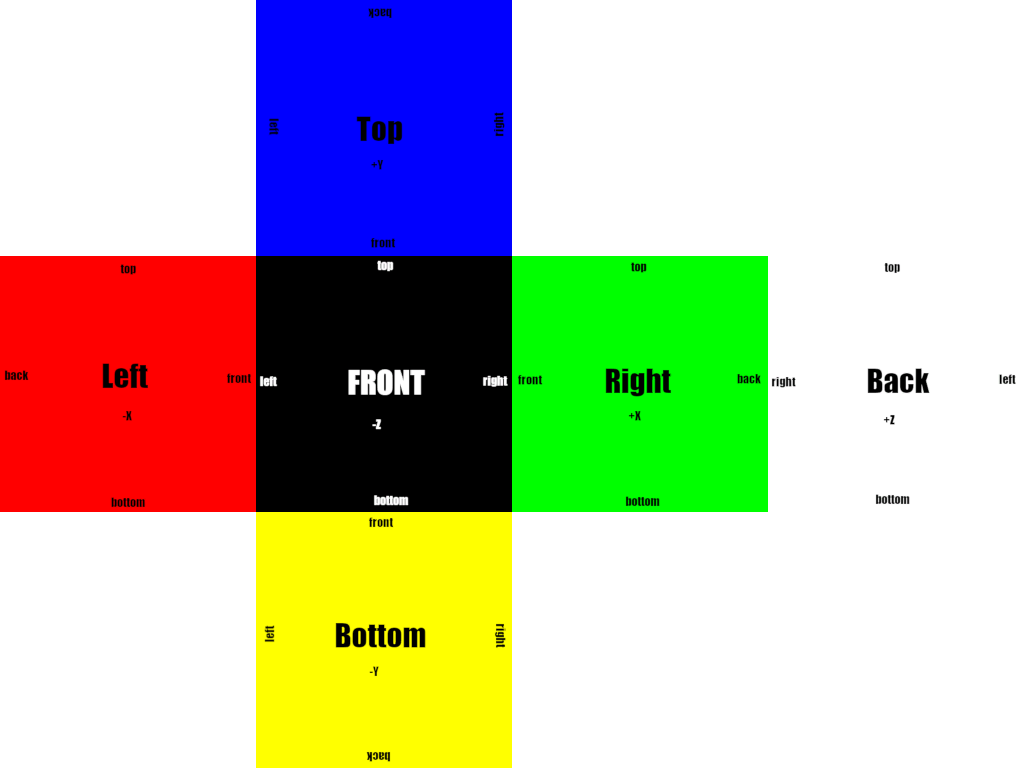 back
left
Top
right
+Y
front
top
back
Left
front
-X
bottom
top
left
FRONT
right
-Z
bottom
top
front
Right
back
+X
bottom
top
right
Back
left
+Z
bottom
front
left
Bottom
right
-Y
back